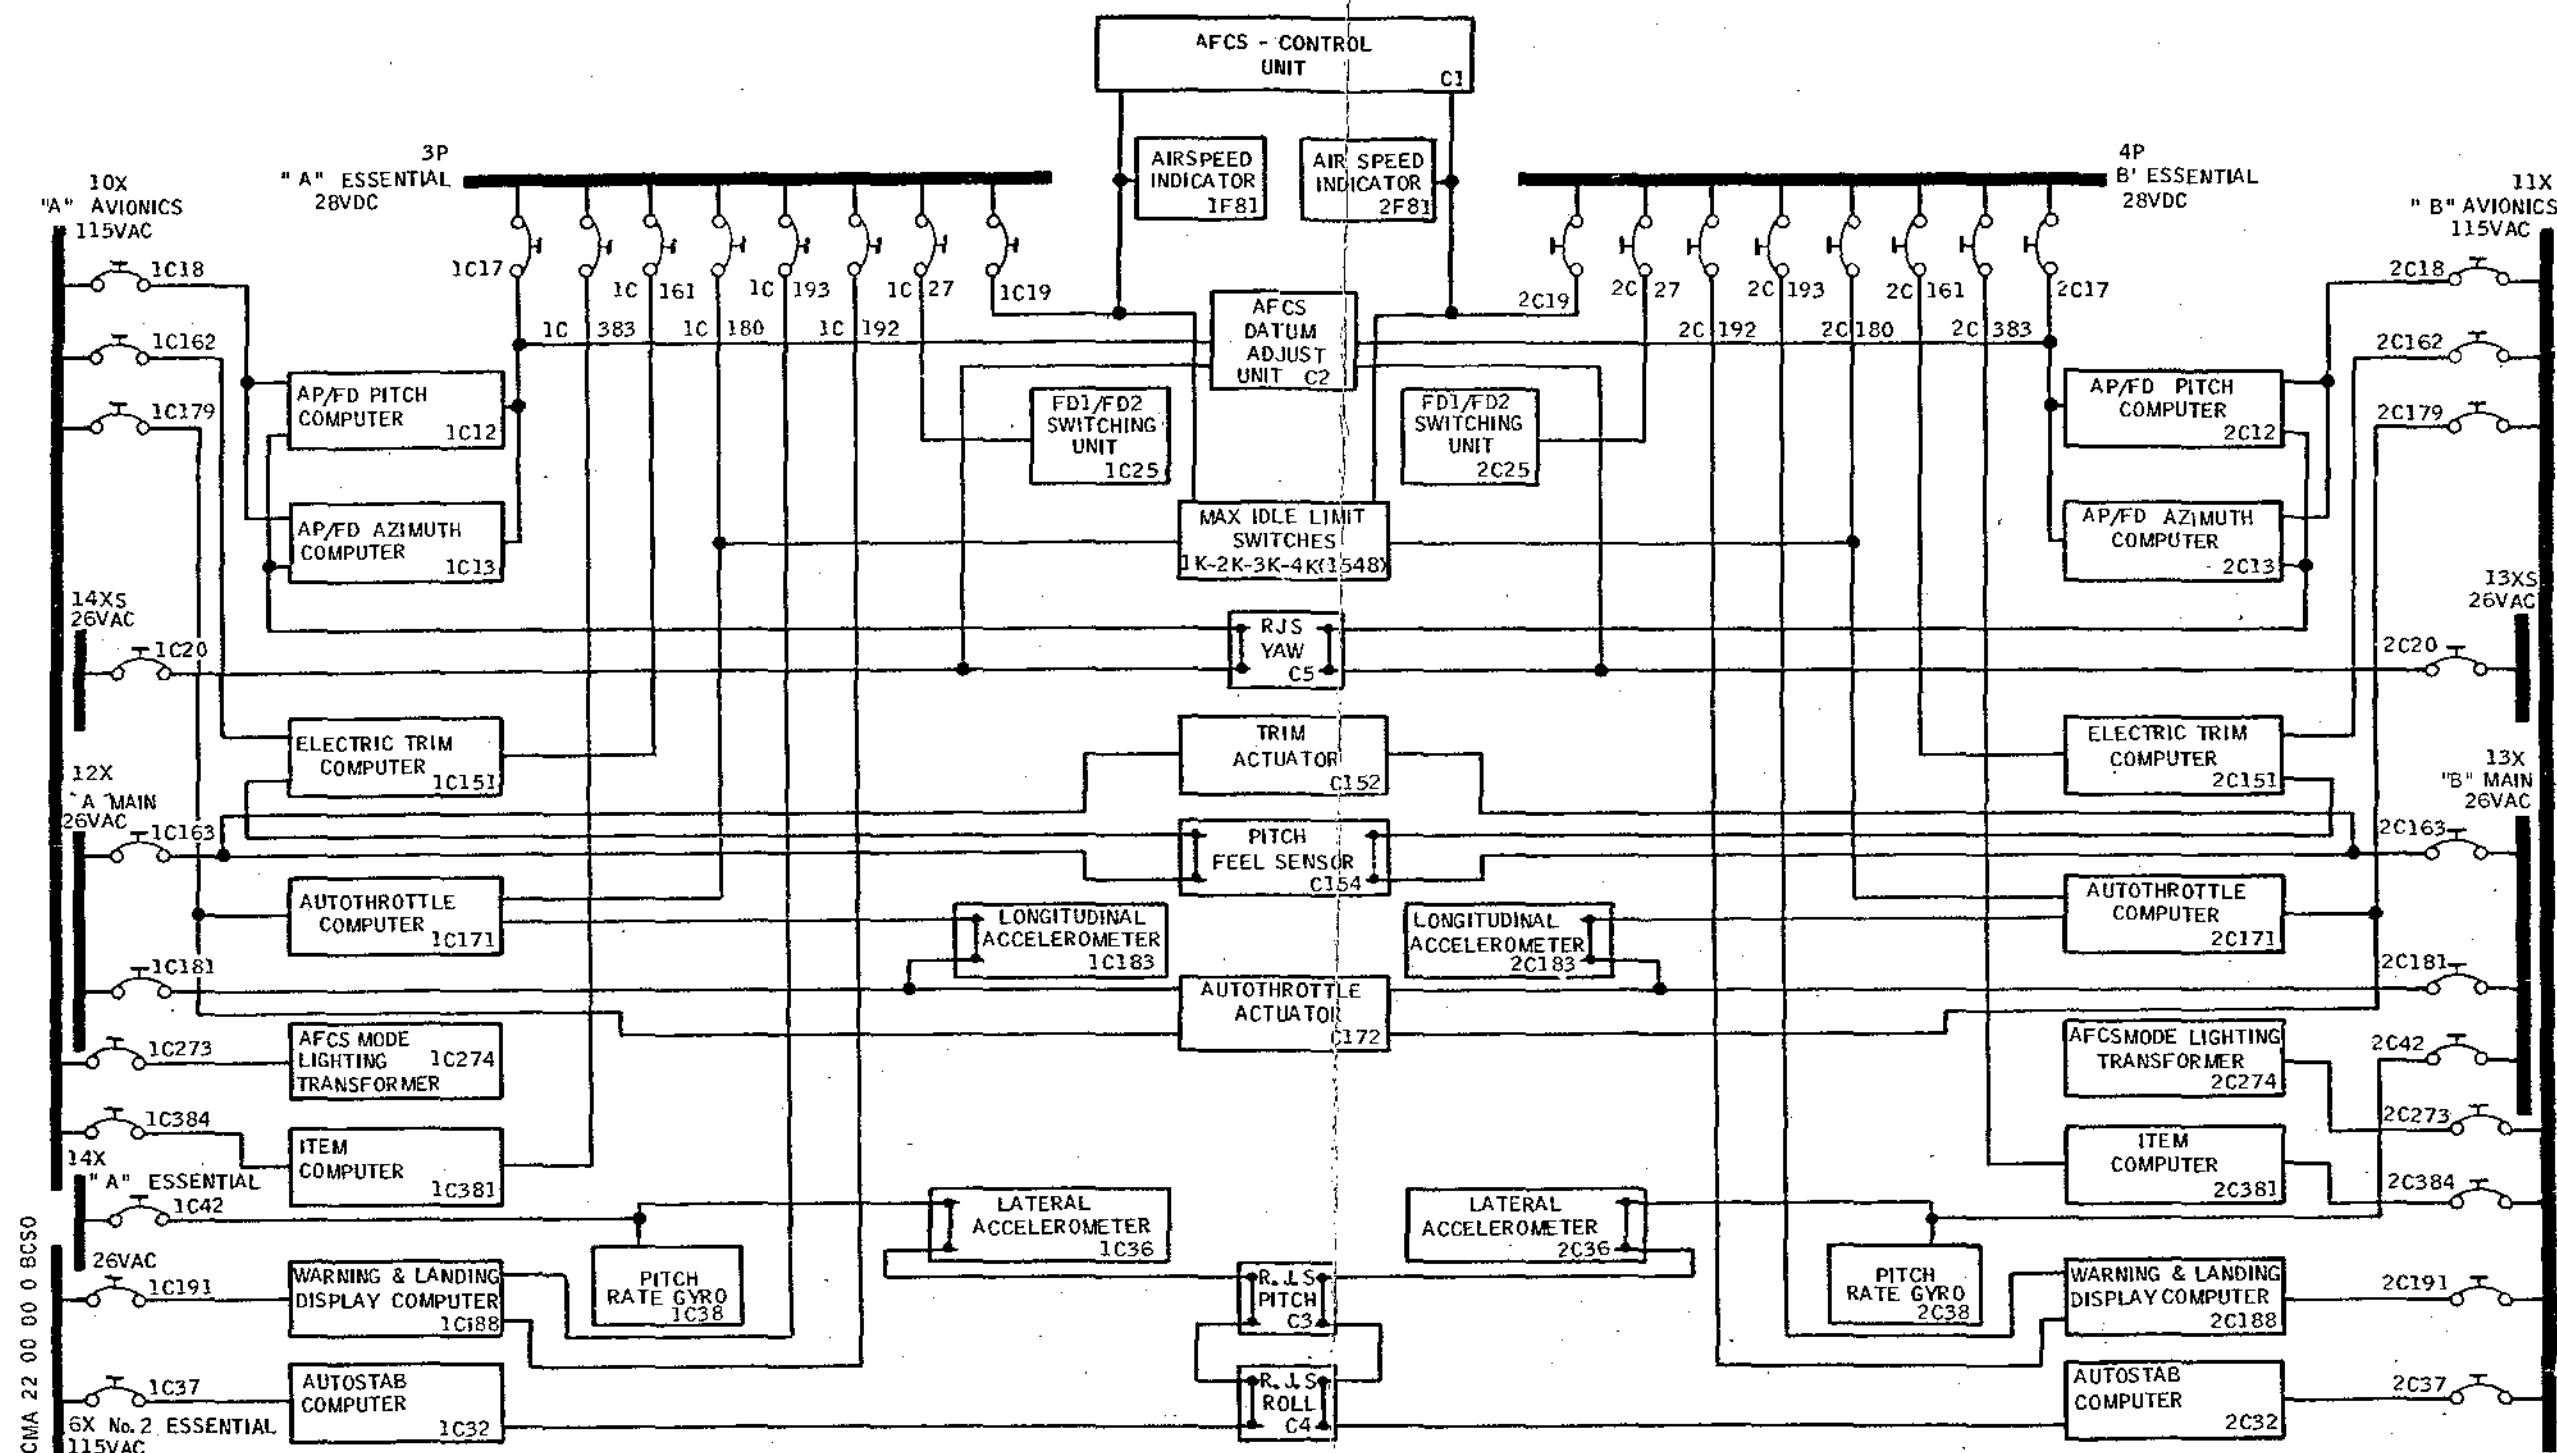 AFCS - CONTROL
UNIT
C1
AIRSPEED
INDICATOR
1F81
AIR SPEED
INDICATOR
2F81
3P
"A" ESSENTIAL
28VDC
4P
B' ESSENTIAL
28VDC
10X
"A" AVIONICS
115VAC
11X
"B" AVIONICS
115VAC
1C18
1C162
1C179
1C17
1C 161
1C 193
1C 27
1C19
1C 383
1C 180
1C 192
2C19
2C 27
2C 193
2C 161
2C17
2C 192
2C 180
2C 383
2C18
2C162
2C179
AFCS
DATUM
ADJUST
UNIT C2
AP/FD PITCH
COMPUTER
1C12
FD1/FD2
SWITCHING
UNIT
1C25
FD1/FD2
SWITCHING
UNIT
2C25
AP/FD PITCH
COMPUTER
2C12
AP/FD AZIMUTH
COMPUTER
1C13
MAX IDLE LIMIT
SWITCHES
1K-2K-3K-4K(1548)
AP/FD AZIMUTH
COMPUTER
2C13
14XS
26VAC
1C20
RJS
YAW
C5
13XS
26VAC
2C20
ELECTRIC TRIM
COMPUTER
1C151
TRIM
ACTUATOR
C152
ELECTRIC TRIM
COMPUTER
2C151
12X
"A" MAIN
26VAC
1C163
PITCH
FEEL SENSOR
C154
13X
"B" MAIN
26VAC
2C163
AUTOTHROTTLE
COMPUTER
1C171
LONGITUDINAL
ACCELEROMETER
1C183
LONGITUDINAL
ACCELEROMETER
2C183
AUTOTHROTTLE
COMPUTER
2C171
1C181
AUTOTHROTTLE
ACTUATOR
C172
2C181
1C273
AFCS MODE
LIGHTING 1C274
TRANSFORMER
AFCSMODE LIGHTING
TRANSFORMER
2C274
2C42
2C273
1C384
ITEM
COMPUTER
1C381
ITEM
COMPUTER
2C381
2C384
14X
"A" ESSENTIAL
1C42
26VAC
LATERAL
ACCELEROMETER
1C36
LATERAL
ACCELEROMETER
2C36
1C191
WARNING & LANDING
DISPLAY COMPUTER
1C188
PITCH
RATE GYRO
1C38
R.J.S
PITCH
C3
PITCH
RATE GYRO
2C38
WARNING & LANDING
DISPLAY COMPUTER
2C188
2C191
1C37
AUTOSTAB
COMPUTER
1C32
R.J.S
ROLL
C4
AUTOSTAB
COMPUTER
2C32
2C37
6X No.2 ESSENTIAL
115VAC
CMA 22 00 00 0 BCS0